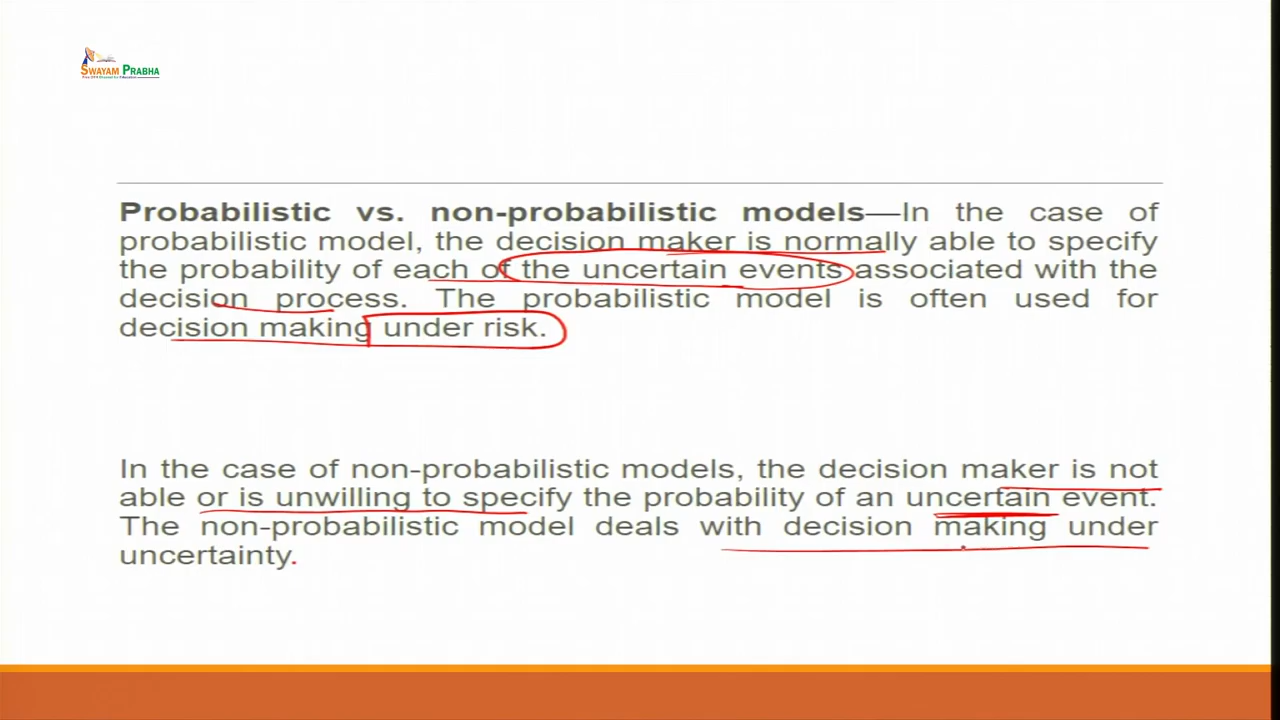 SWAYAM PRABHA
Probabilistic vs. non-probabilistic models—In the case of
probabilistic model, the decision maker is normally able to specify
the probability of each of the uncertain events associated with the
decision process. The probabilistic model is often used for
decision making under risk.
In the case of non-probabilistic models, the decision maker is not
able or is unwilling to specify the probability of an uncertain event.
The non-probabilistic model deals with decision making under
uncertainty.